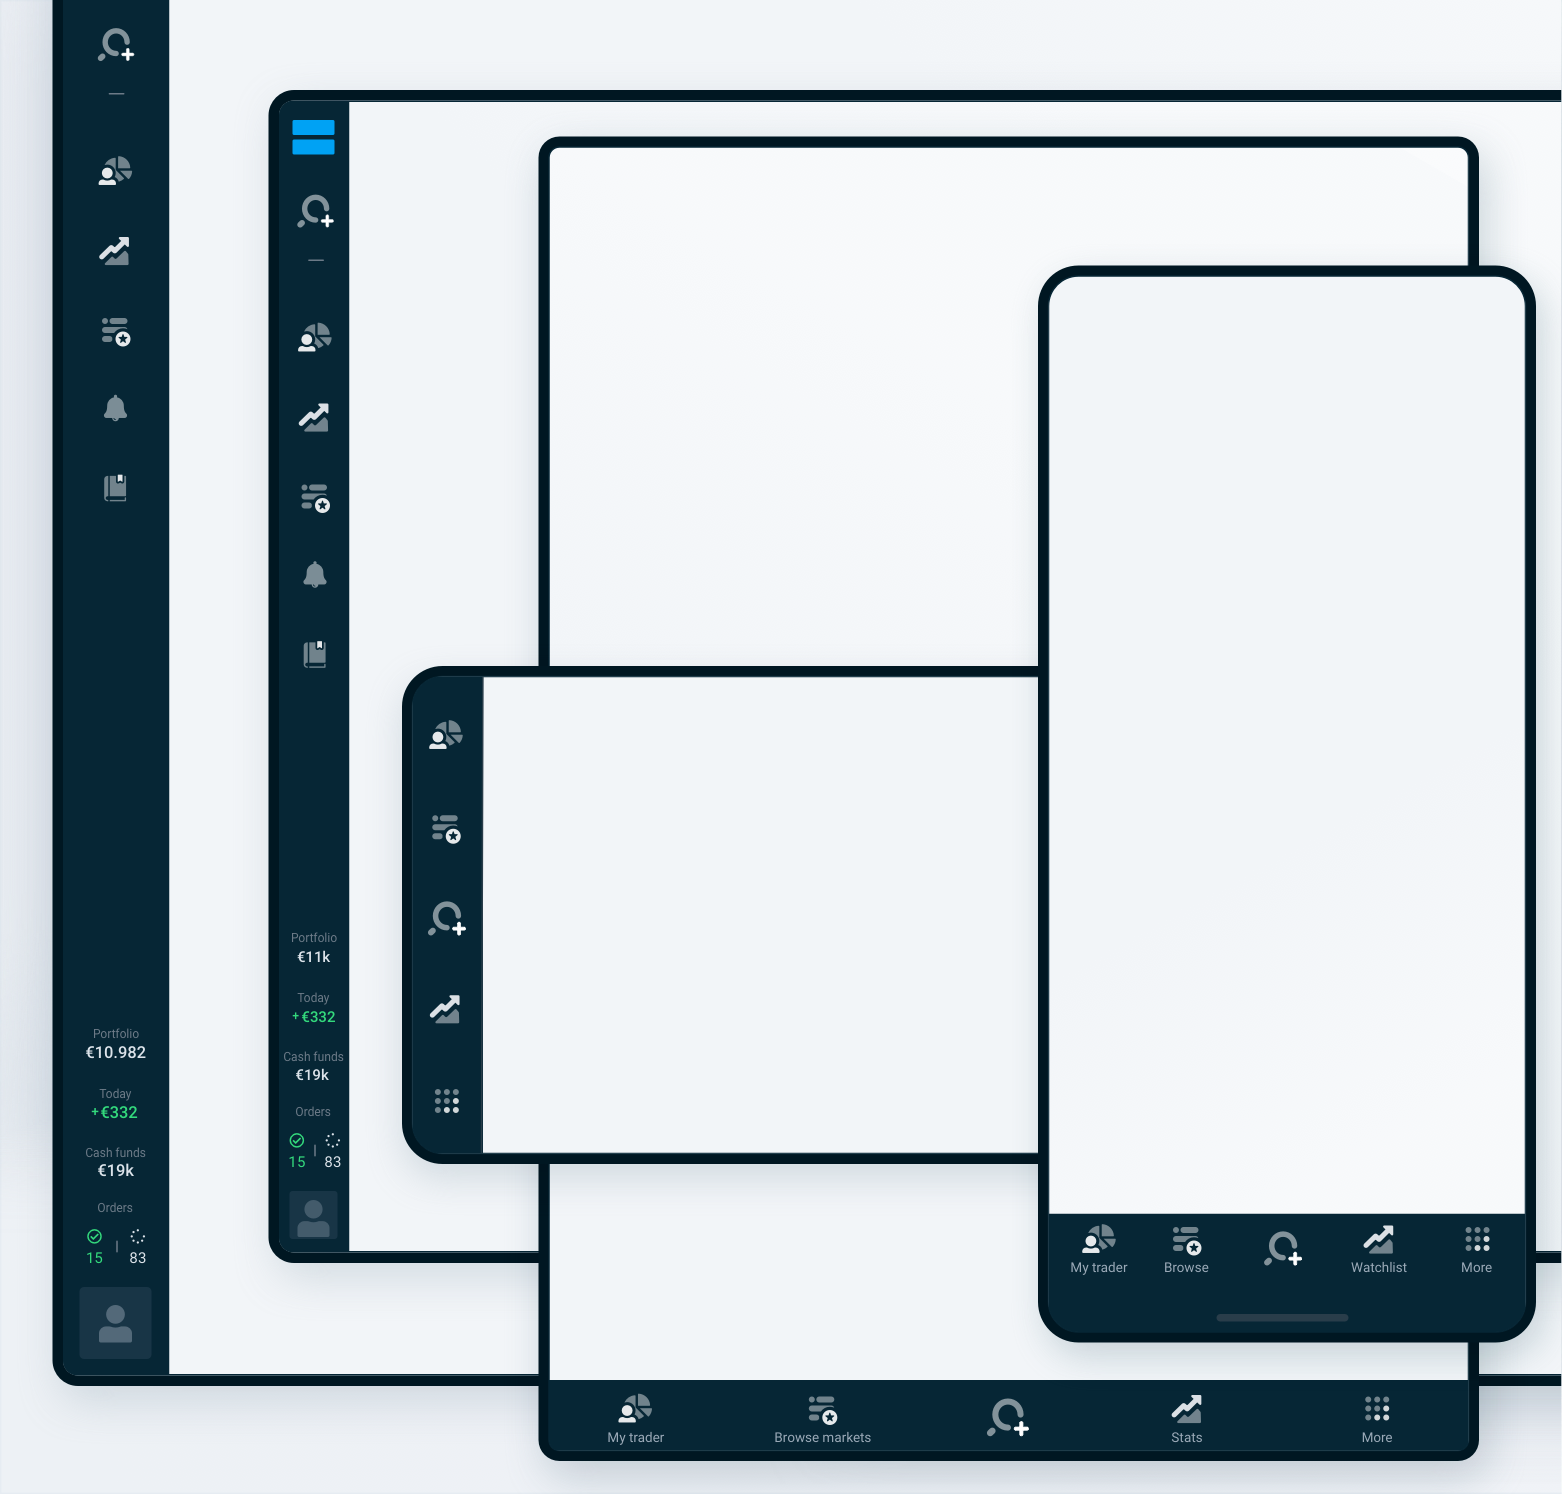 Portfolio
€10.982
Today
+€332
Cash funds
€19k
Orders
15 | 83
Portfolio
€11k
Today
+€332
Cash funds
€19k
Orders
15 | 83
My trader Browse Watchlist More
My trader Browse markets Stats More